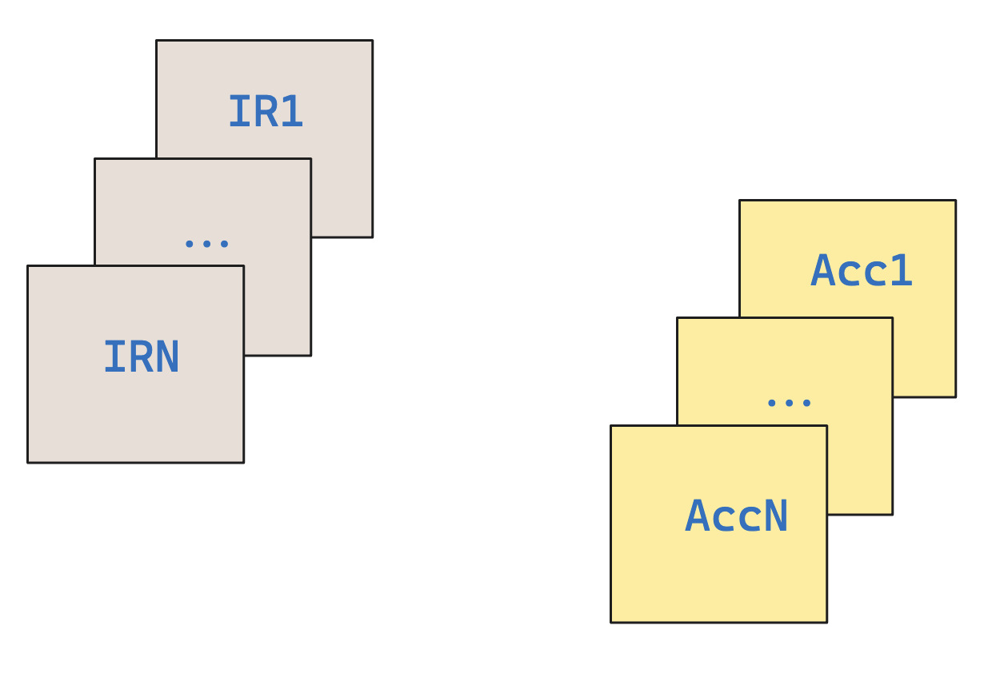 IR1
...
IRN
Acc1
...
AccN